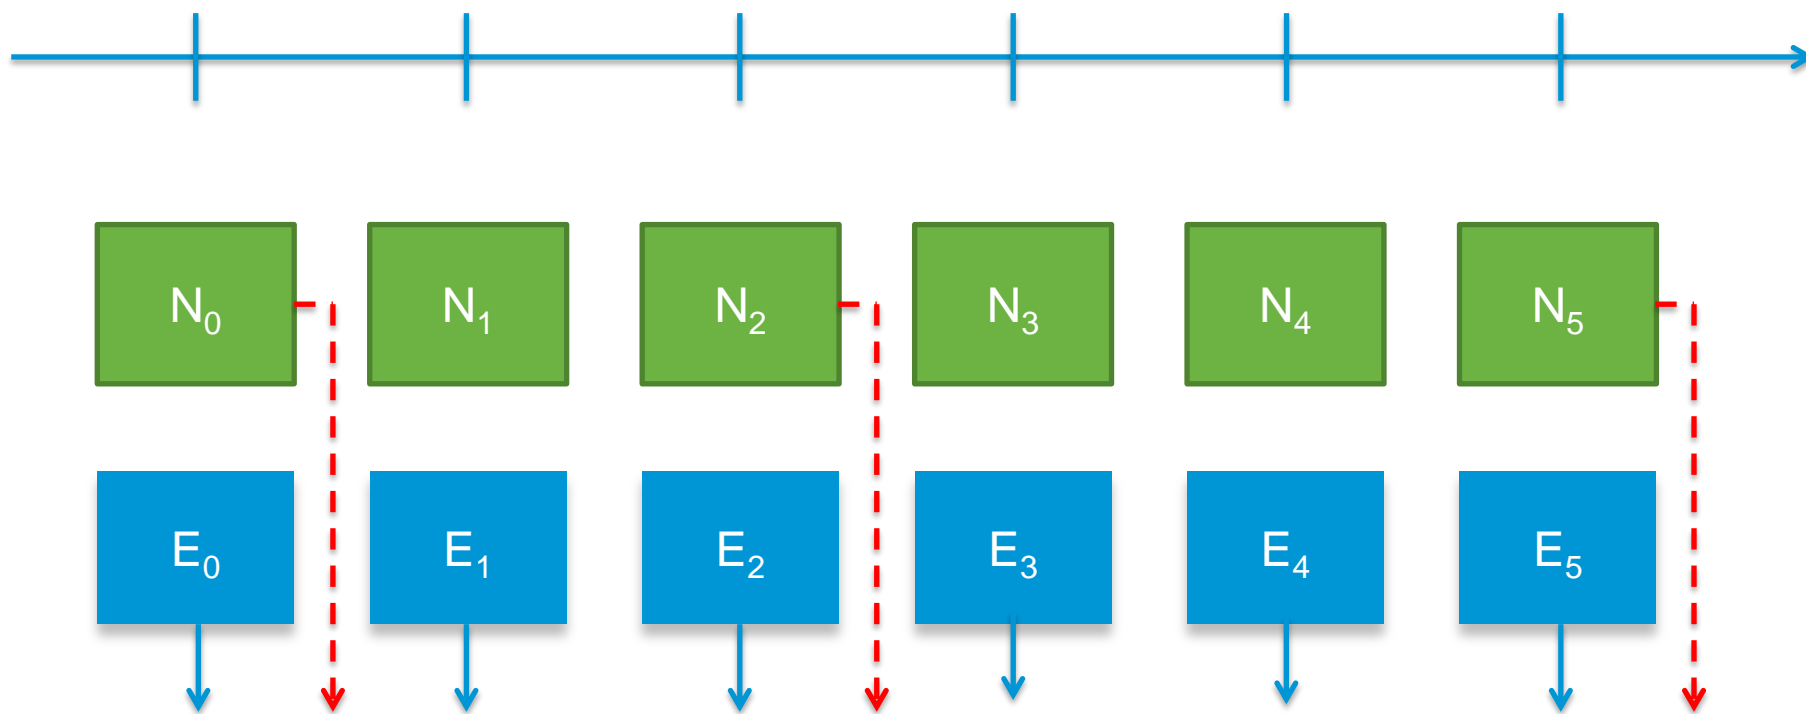 N₀ N₁ N₂ N₃ N₄ N₅
E₀ E₁ E₂ E₃ E₄ E₅